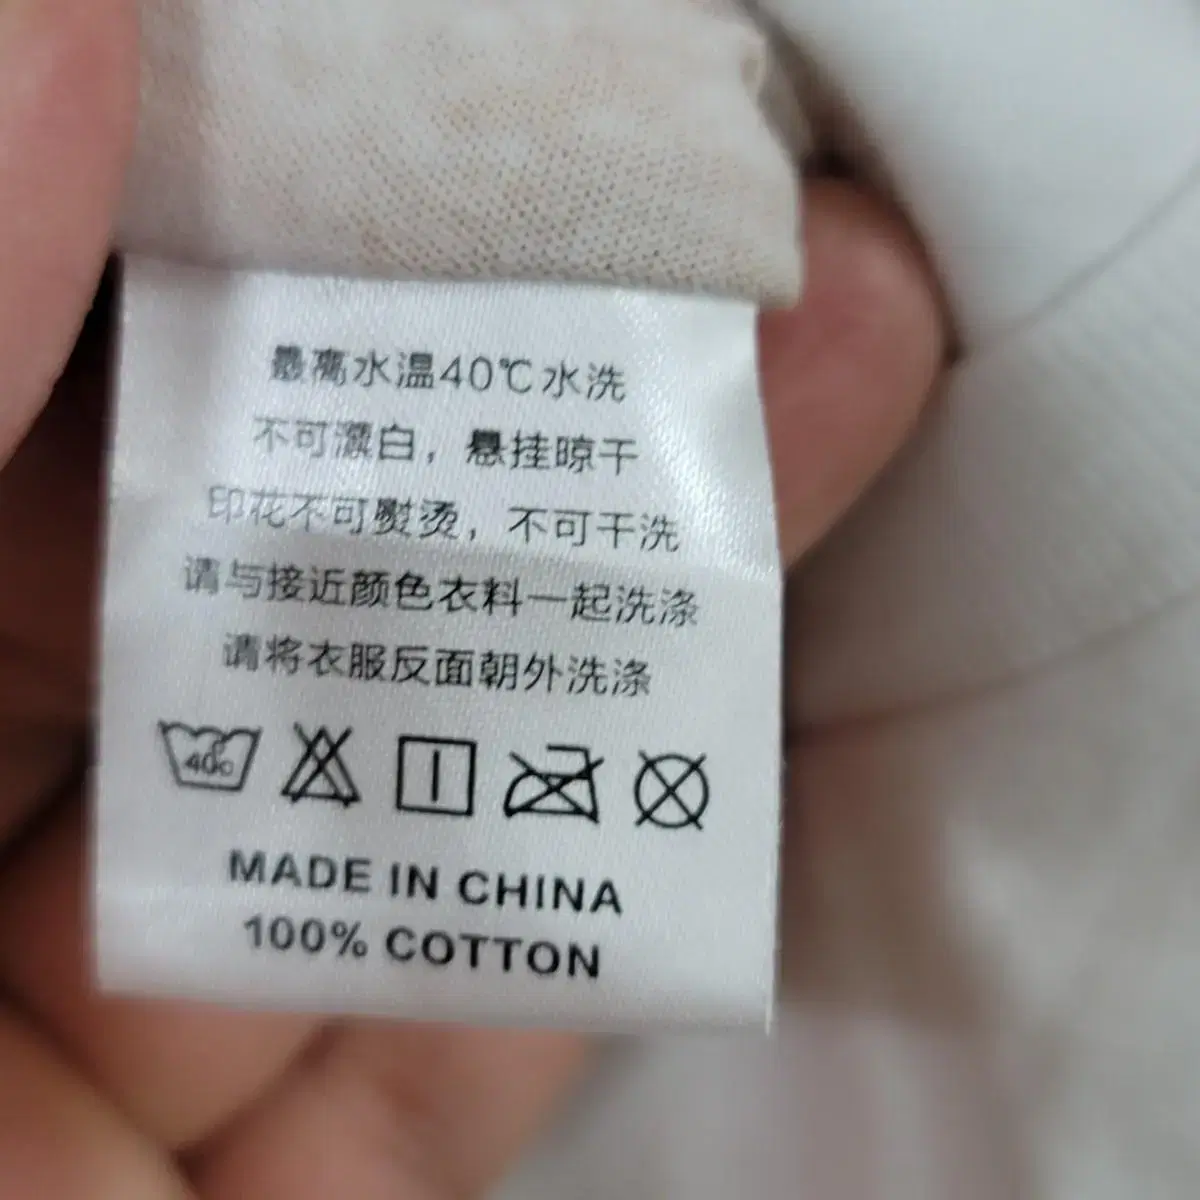 最高水温40℃水洗
不可漂白，悬挂晾干
印花不可熨烫，不可干洗
请与接近颜色衣料一起洗涤
请将衣服反面朝外洗涤
40c
MADE IN CHINA
100% COTTON